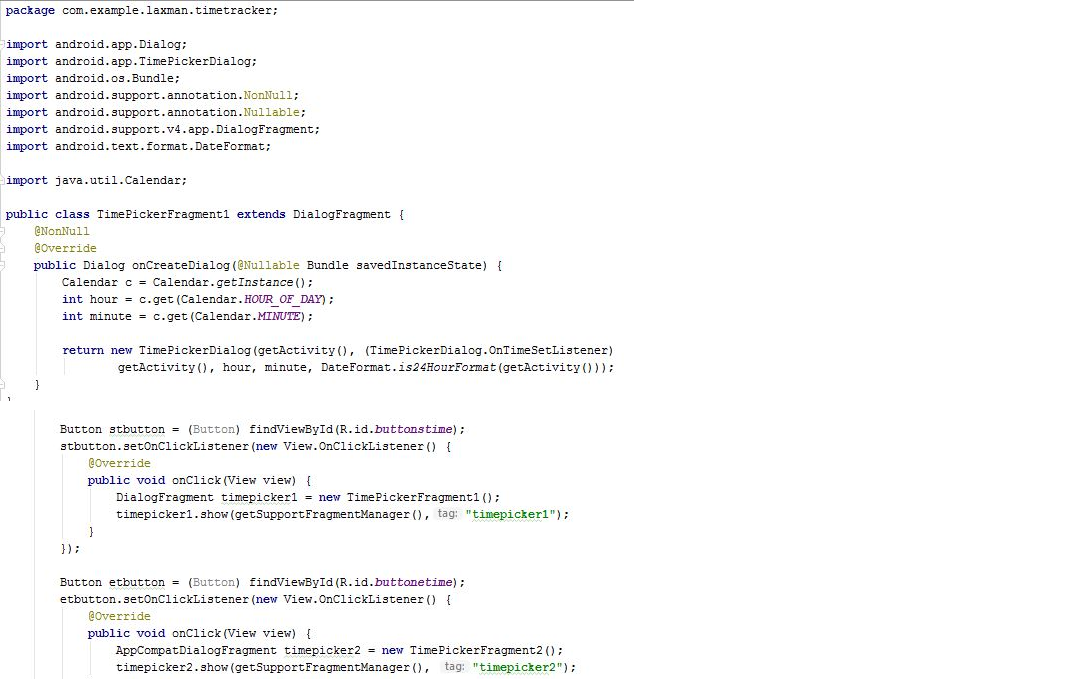 package com.example.laxman.timetracker;
import android.app.Dialog;
import android.app.TimePickerDialog;
import android.os.Bundle;
import android.support.annotation.NonNull;
import android.support.annotation.Nullable;
import android.support.v4.app.DialogFragment;
import android.text.format.DateFormat;
import java.util.Calendar;
public class TimePickerFragment1 extends DialogFragment {
@NonNull
@Override
public Dialog onCreateDialog(@Nullable Bundle savedInstanceState) {
Calendar c = Calendar.getInstance();
int hour = c.get(Calendar.HOUR_OF_DAY);
int minute = c.get(Calendar.MINUTE);
return new TimePickerDialog(getActivity(), (TimePickerDialog.OnTimeSetListener)
getActivity(), hour, minute, DateFormat.is24HourFormat(getActivity()));
}
Button stbutton = (Button) findViewById(R.id.buttonstime);
stbutton.setOnClickListener(new View.OnClickListener() {
@Override
public void onClick(View view) {
DialogFragment timepicker1 = new TimePickerFragment1();
timepicker1.show(getSupportFragmentManager(), tag: "timepicker1");
}
});
Button etbutton = (Button) findViewById(R.id.buttonetime);
etbutton.setOnClickListener(new View.OnClickListener() {
@Override
public void onClick(View view) {
AppCompatDialogFragment timepicker2 = new TimePickerFragment2();
timepicker2.show(getSupportFragmentManager(), tag: "timepicker2");